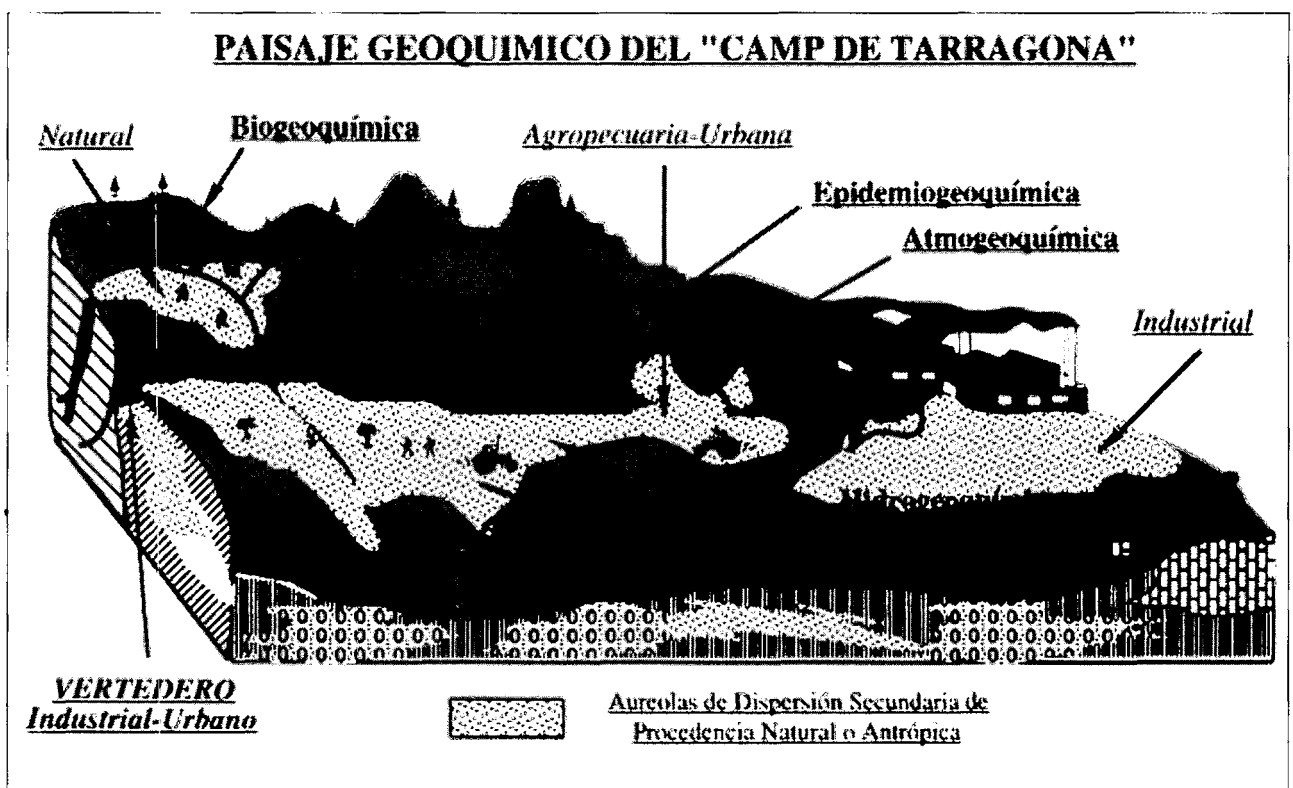 PAISAJE GEOQUIMICO DEL "CAMP DE TARRAGONA"
Natural
Biogeoquímica
Agropecuaria-Urbana
Epidemiogeoquímica
Atmogeoquímica
Industrial
VERTEDERO
Industrial-Urbano
Aureolas de Dispersión Secundaria de
Procedencia Natural o Antrópica